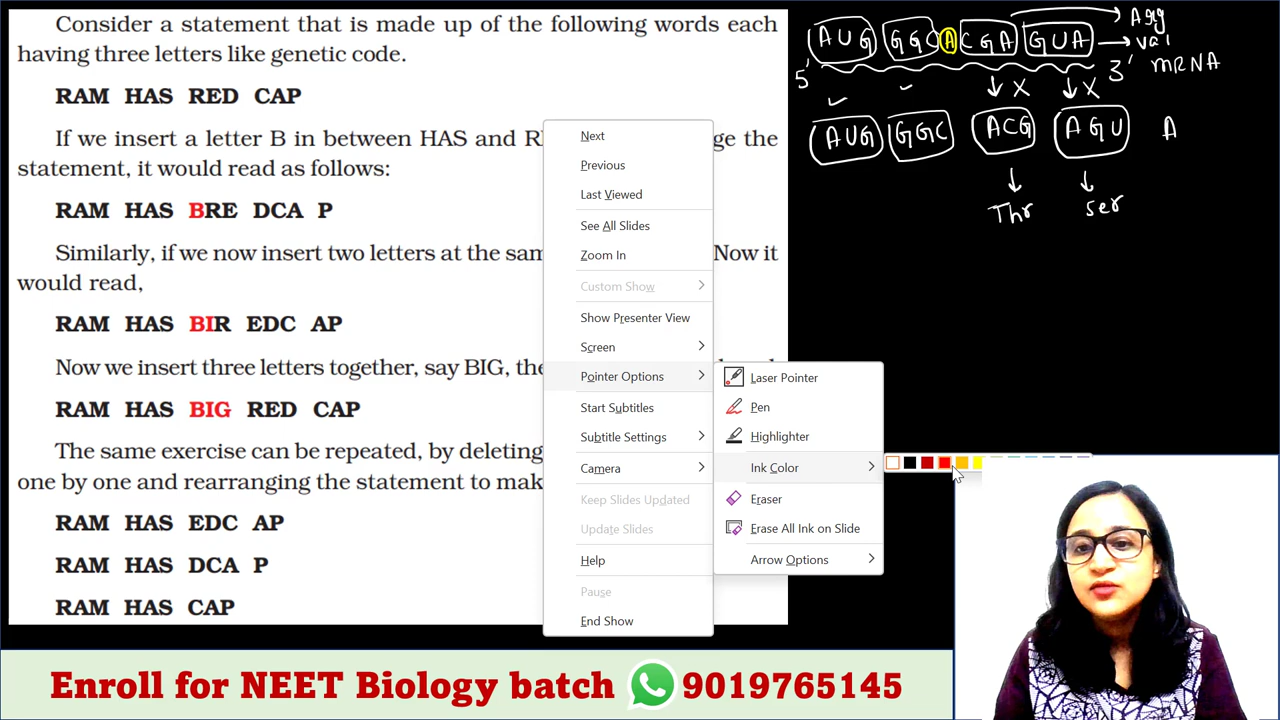 Consider a statement that is made up of the following words each
having three letters like genetic code.
RAM HAS RED CAP
If we insert a letter B in between HAS and R
ge the
statement, it would read as follows:
RAM HAS BRE DCA P
Similarly, if we now insert two letters at the sam
Now it
would read,
RAM HAS BIR EDC AP
Now we insert three letters together, say BIG, the
RAM HAS BIG RED CAP
The same exercise can be repeated, by deleting
one by one and rearranging the statement to mak
RAM HAS EDC AP
RAM HAS DCA P
RAM HAS CAP
Next
Previous
Last Viewed
See All Slides
Zoom In
Custom Show
Show Presenter View
Screen
Pointer Options
Start Subtitles
Subtitle Settings
Camera
Keep Slides Updated
Update Slides
Help
Pause
End Show
Laser Pointer
Pen
Highlighter
Ink Color
Eraser
Erase All Ink on Slide
Arrow Options
AUG GGC A CGA GUA
Arg
val
5' 3' mRNA
X X
AUG GGC ACG AGU A
Thr ser
Enroll for NEET Biology batch 9019765145